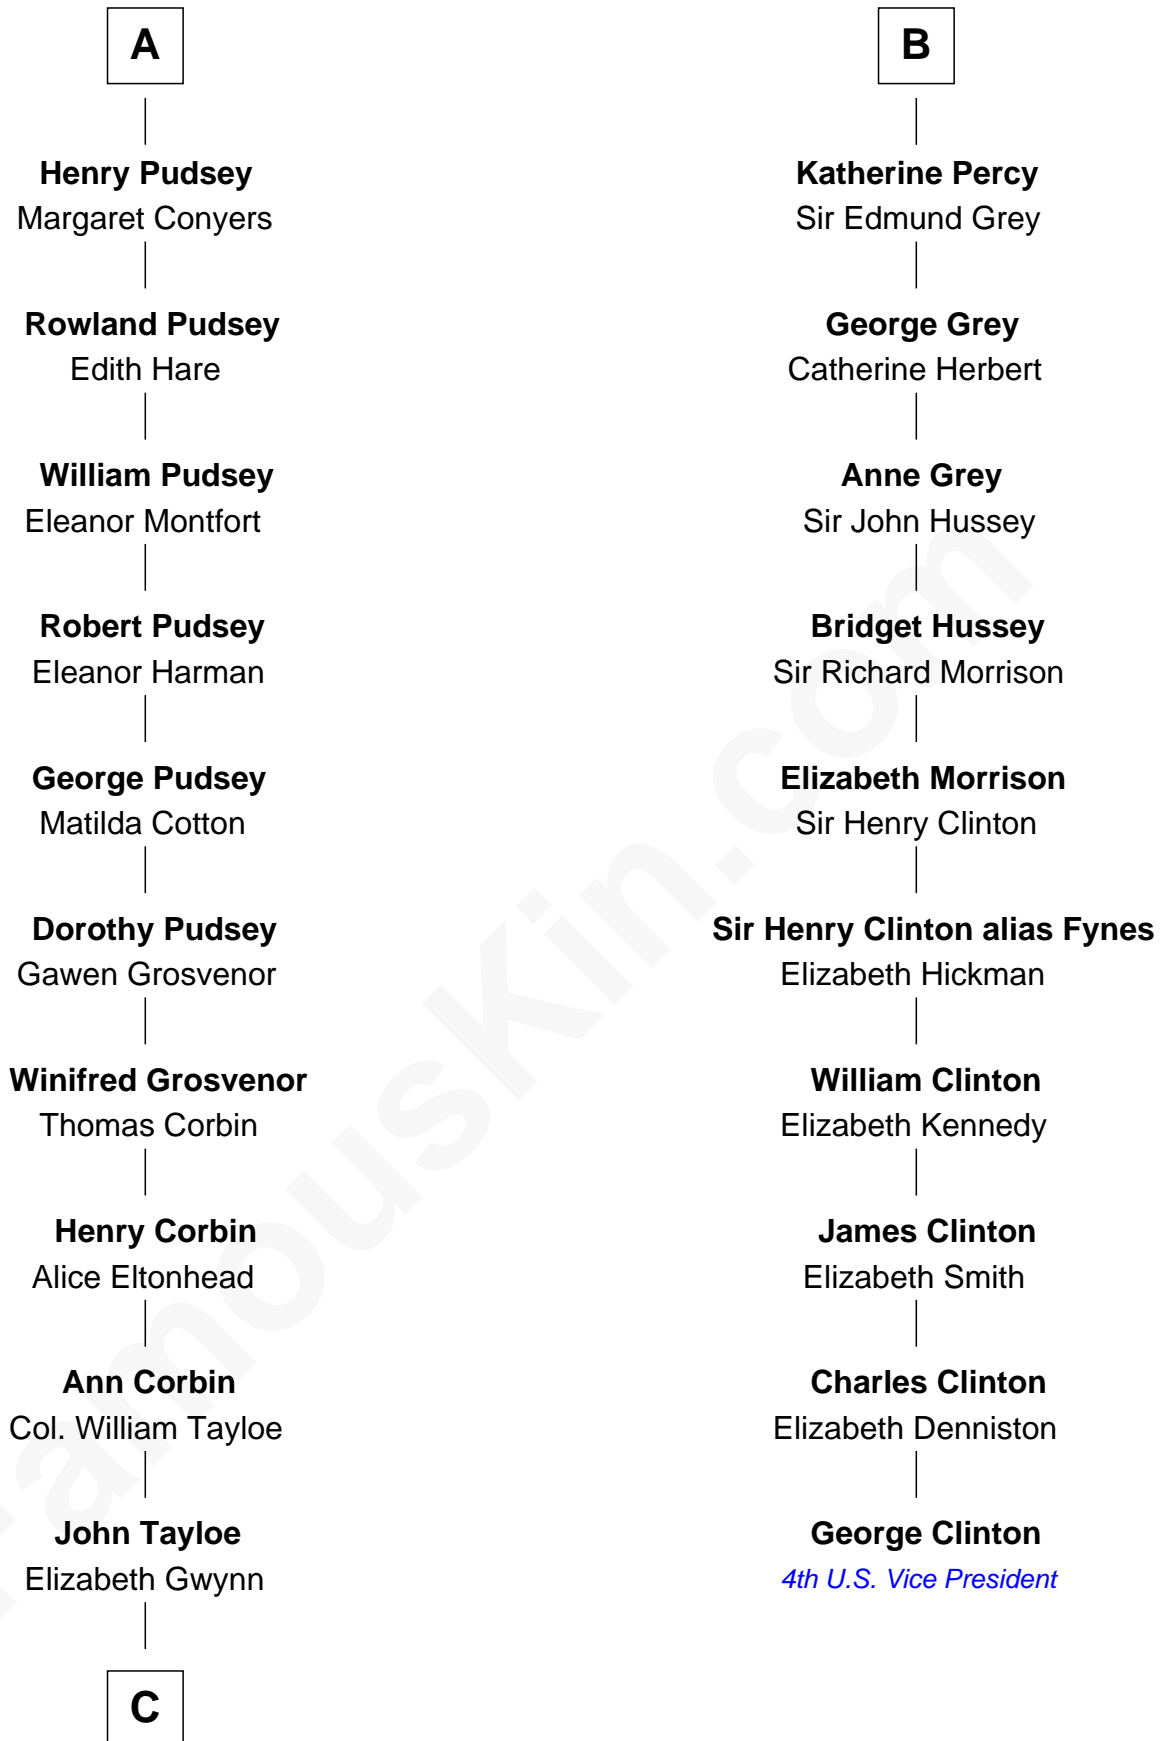 A
Henry Pudsey
Margaret Conyers
Rowland Pudsey
Edith Hare
William Pudsey
Eleanor Montfort
Robert Pudsey
Eleanor Harman
George Pudsey
Matilda Cotton
Dorothy Pudsey
Gawen Grosvenor
Winifred Grosvenor
Thomas Corbin
Henry Corbin
Alice Eltonhead
Ann Corbin
Col. William Tayloe
John Tayloe
Elizabeth Gwynn
C
B
Katherine Percy
Sir Edmund Grey
George Grey
Catherine Herbert
Anne Grey
Sir John Hussey
Bridget Hussey
Sir Richard Morrison
Elizabeth Morrison
Sir Henry Clinton
Sir Henry Clinton alias Fynes
Elizabeth Hickman
William Clinton
Elizabeth Kennedy
James Clinton
Elizabeth Smith
Charles Clinton
Elizabeth Denniston
George Clinton
4th U.S. Vice President
FamousKin.com